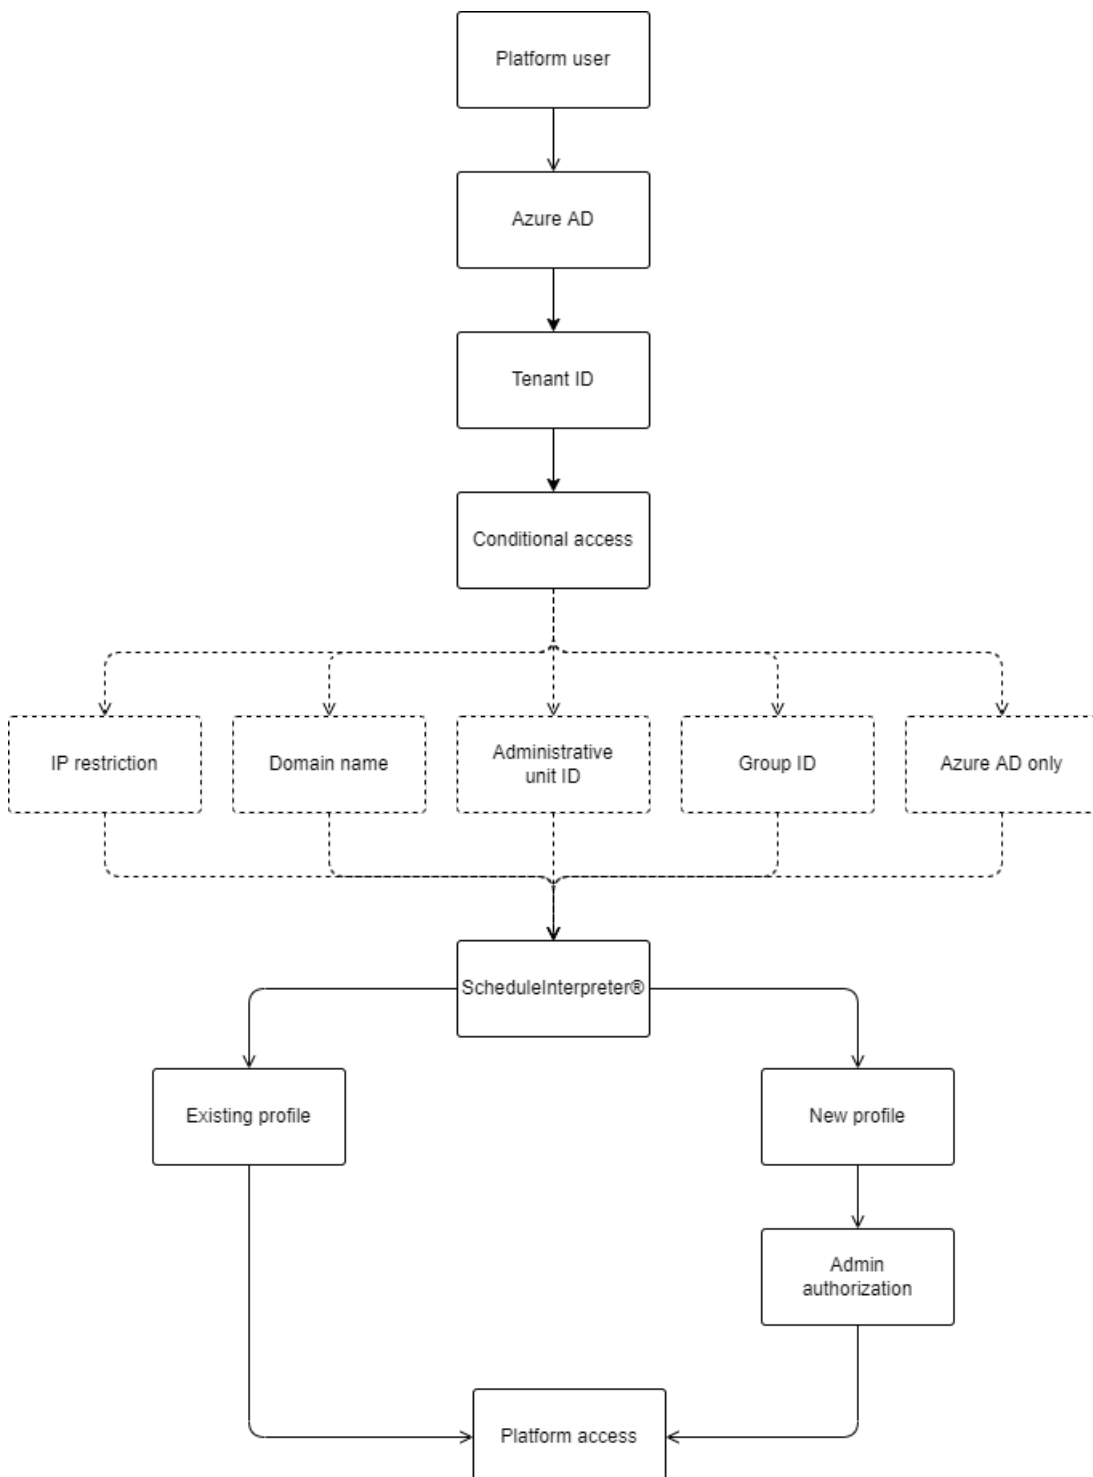 Platform user
Azure AD
Tenant ID
Conditional access
IP restriction
Domain name
Administrative
unit ID
Group ID
Azure AD only
ScheduleInterpreter®
Existing profile
New profile
Admin
authorization
Platform access